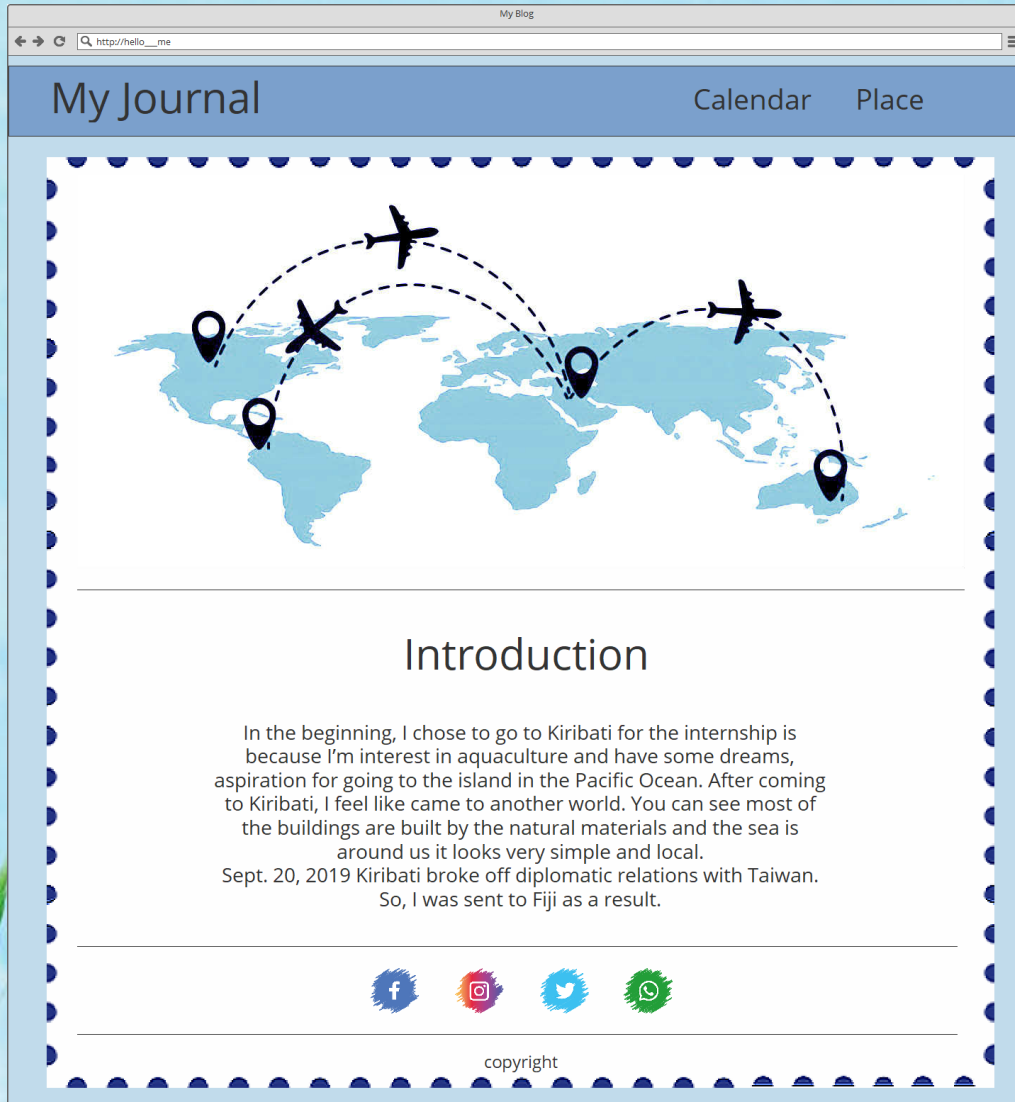 My Blog
http://hello___me
My Journal
Calendar
Place
Introduction
In the beginning, I chose to go to Kiribati for the internship is
because I’m interest in aquaculture and have some dreams,
aspiration for going to the island in the Pacific Ocean. After coming
to Kiribati, I feel like came to another world. You can see most of
the buildings are built by the natural materials and the sea is
around us it looks very simple and local.
Sept. 20, 2019 Kiribati broke off diplomatic relations with Taiwan.
So, I was sent to Fiji as a result.
copyright